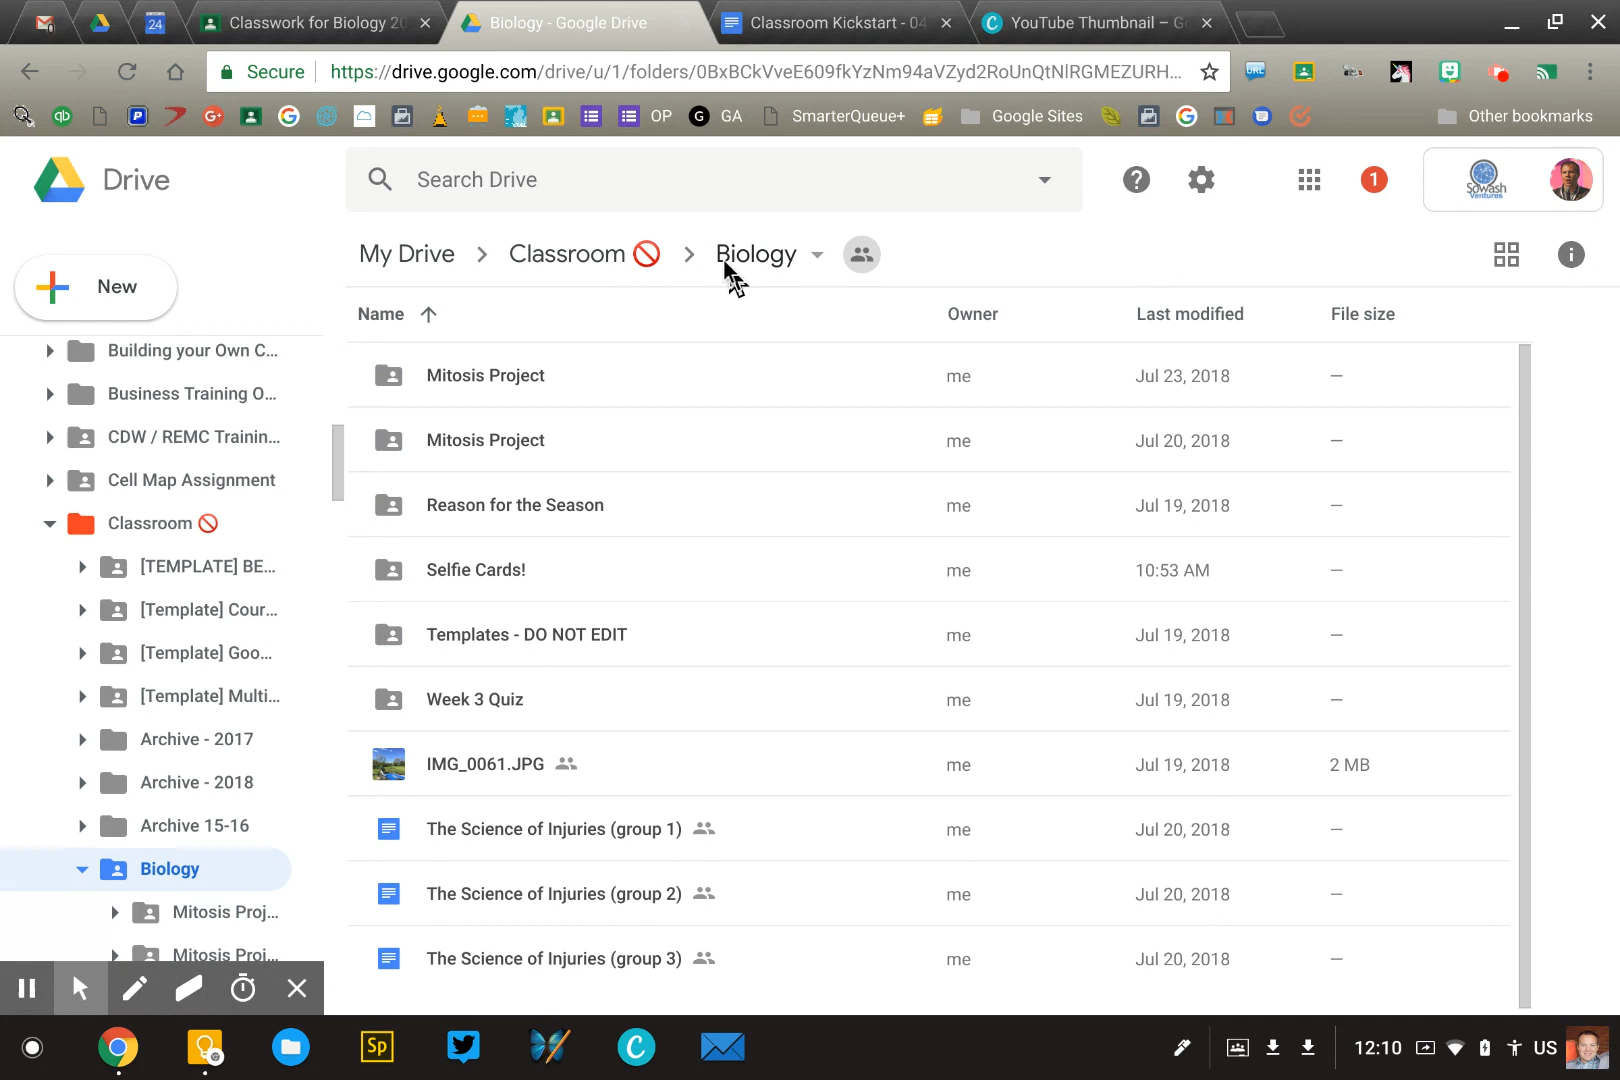 24
Classwork for Biology 20
Biology - Google Drive
Classroom Kickstart - 04
YouTube Thumbnail – Go
Secure
https://drive.google.com/drive/u/1/folders/0BxBCkVveE609fkYzNm94aVZyd2RoUnQtNlRGMEZURH...
OP
GA
SmarterQueue+
Google Sites
Other bookmarks
Drive
Search Drive
1
Sowash
Ventures
My Drive > Classroom 🚫 > Biology
New
Name
Owner
Last modified
File size
Building your Own C...
Business Training O...
CDW / REMC Trainin...
Cell Map Assignment
Classroom 🚫
[TEMPLATE] BE...
[Template] Cour...
[Template] Goo...
[Template] Multi...
Archive - 2017
Archive - 2018
Archive 15-16
Biology
Mitosis Proj...
Mitosis Proj...
Mitosis Project me Jul 23, 2018 –
Mitosis Project me Jul 20, 2018 –
Reason for the Season me Jul 19, 2018 –
Selfie Cards! me 10:53 AM –
Templates - DO NOT EDIT me Jul 19, 2018 –
Week 3 Quiz me Jul 19, 2018 –
IMG_0061.JPG me Jul 19, 2018 2 MB
The Science of Injuries (group 1) me Jul 20, 2018 –
The Science of Injuries (group 2) me Jul 20, 2018 –
The Science of Injuries (group 3) me Jul 20, 2018 –
Sp
12:10
US